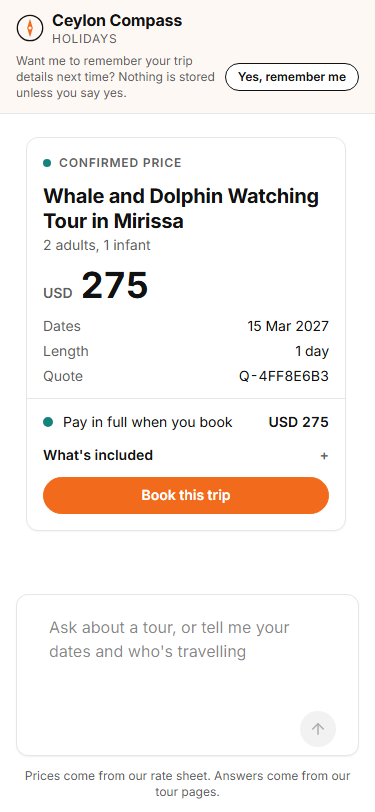 Ceylon Compass
HOLIDAYS
Want me to remember your trip
details next time? Nothing is stored
unless you say yes.
Yes, remember me
CONFIRMED PRICE
Whale and Dolphin Watching
Tour in Mirissa
2 adults, 1 infant
USD 275
Dates 15 Mar 2027
Length 1 day
Quote Q-4FF8E6B3
Pay in full when you book USD 275
What's included +
Book this trip
Ask about a tour, or tell me your
dates and who's travelling
Prices come from our rate sheet. Answers come from our
tour pages.